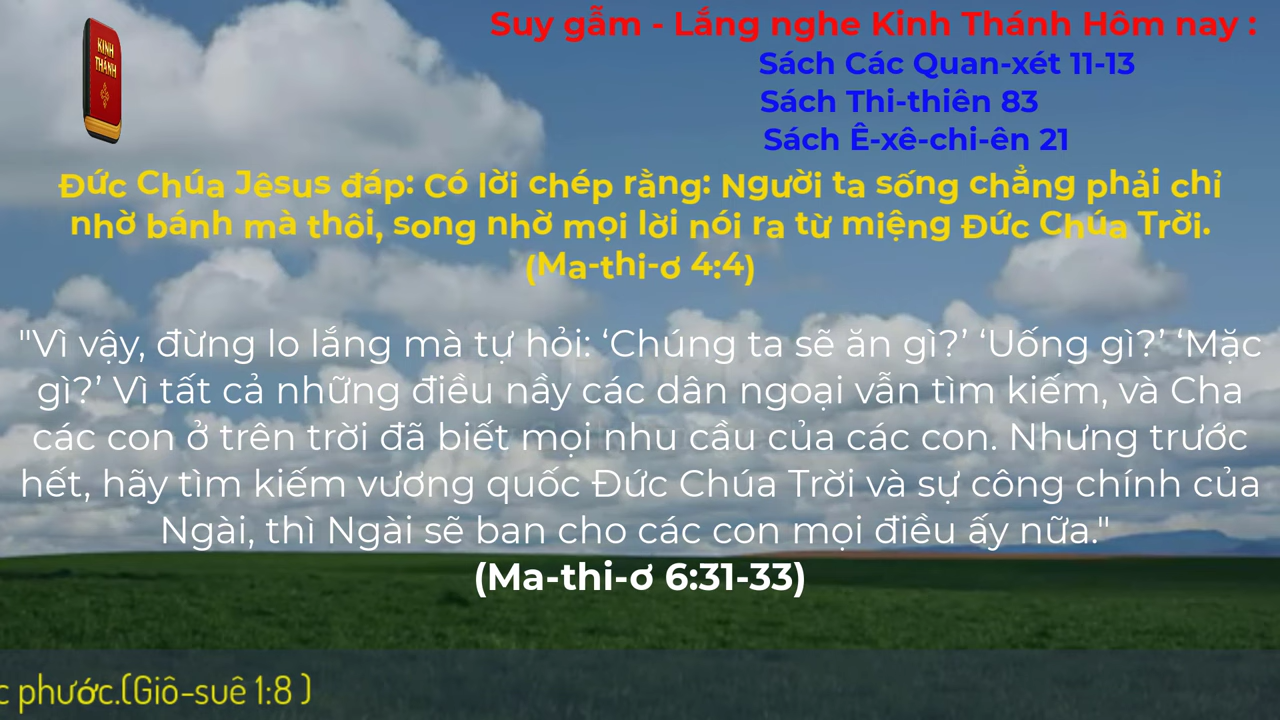 KINH
THÁNH
Suy gẫm - Lắng nghe Kinh Thánh Hôm nay :
Sách Các Quan-xét 11-13
Sách Thi-thiên 83
Sách Ê-xê-chi-ên 21
Đức Chúa Jêsus đáp: Có lời chép rằng: Người ta sống chẳng phải chỉ
nhờ bánh mà thôi, song nhờ mọi lời nói ra từ miệng Đức Chúa Trời.
(Ma-thi-ơ 4:4)
"Vì vậy, đừng lo lắng mà tự hỏi: ‘Chúng ta sẽ ăn gì?’ ‘Uống gì?’ ‘Mặc
gì?’ Vì tất cả những điều nầy các dân ngoại vẫn tìm kiếm, và Cha
các con ở trên trời đã biết mọi nhu cầu của các con. Nhưng trước
hết, hãy tìm kiếm vương quốc Đức Chúa Trời và sự công chính của
Ngài, thì Ngài sẽ ban cho các con mọi điều ấy nữa."
(Ma-thi-ơ 6:31-33)
c phước.(Giô-suê 1:8 )